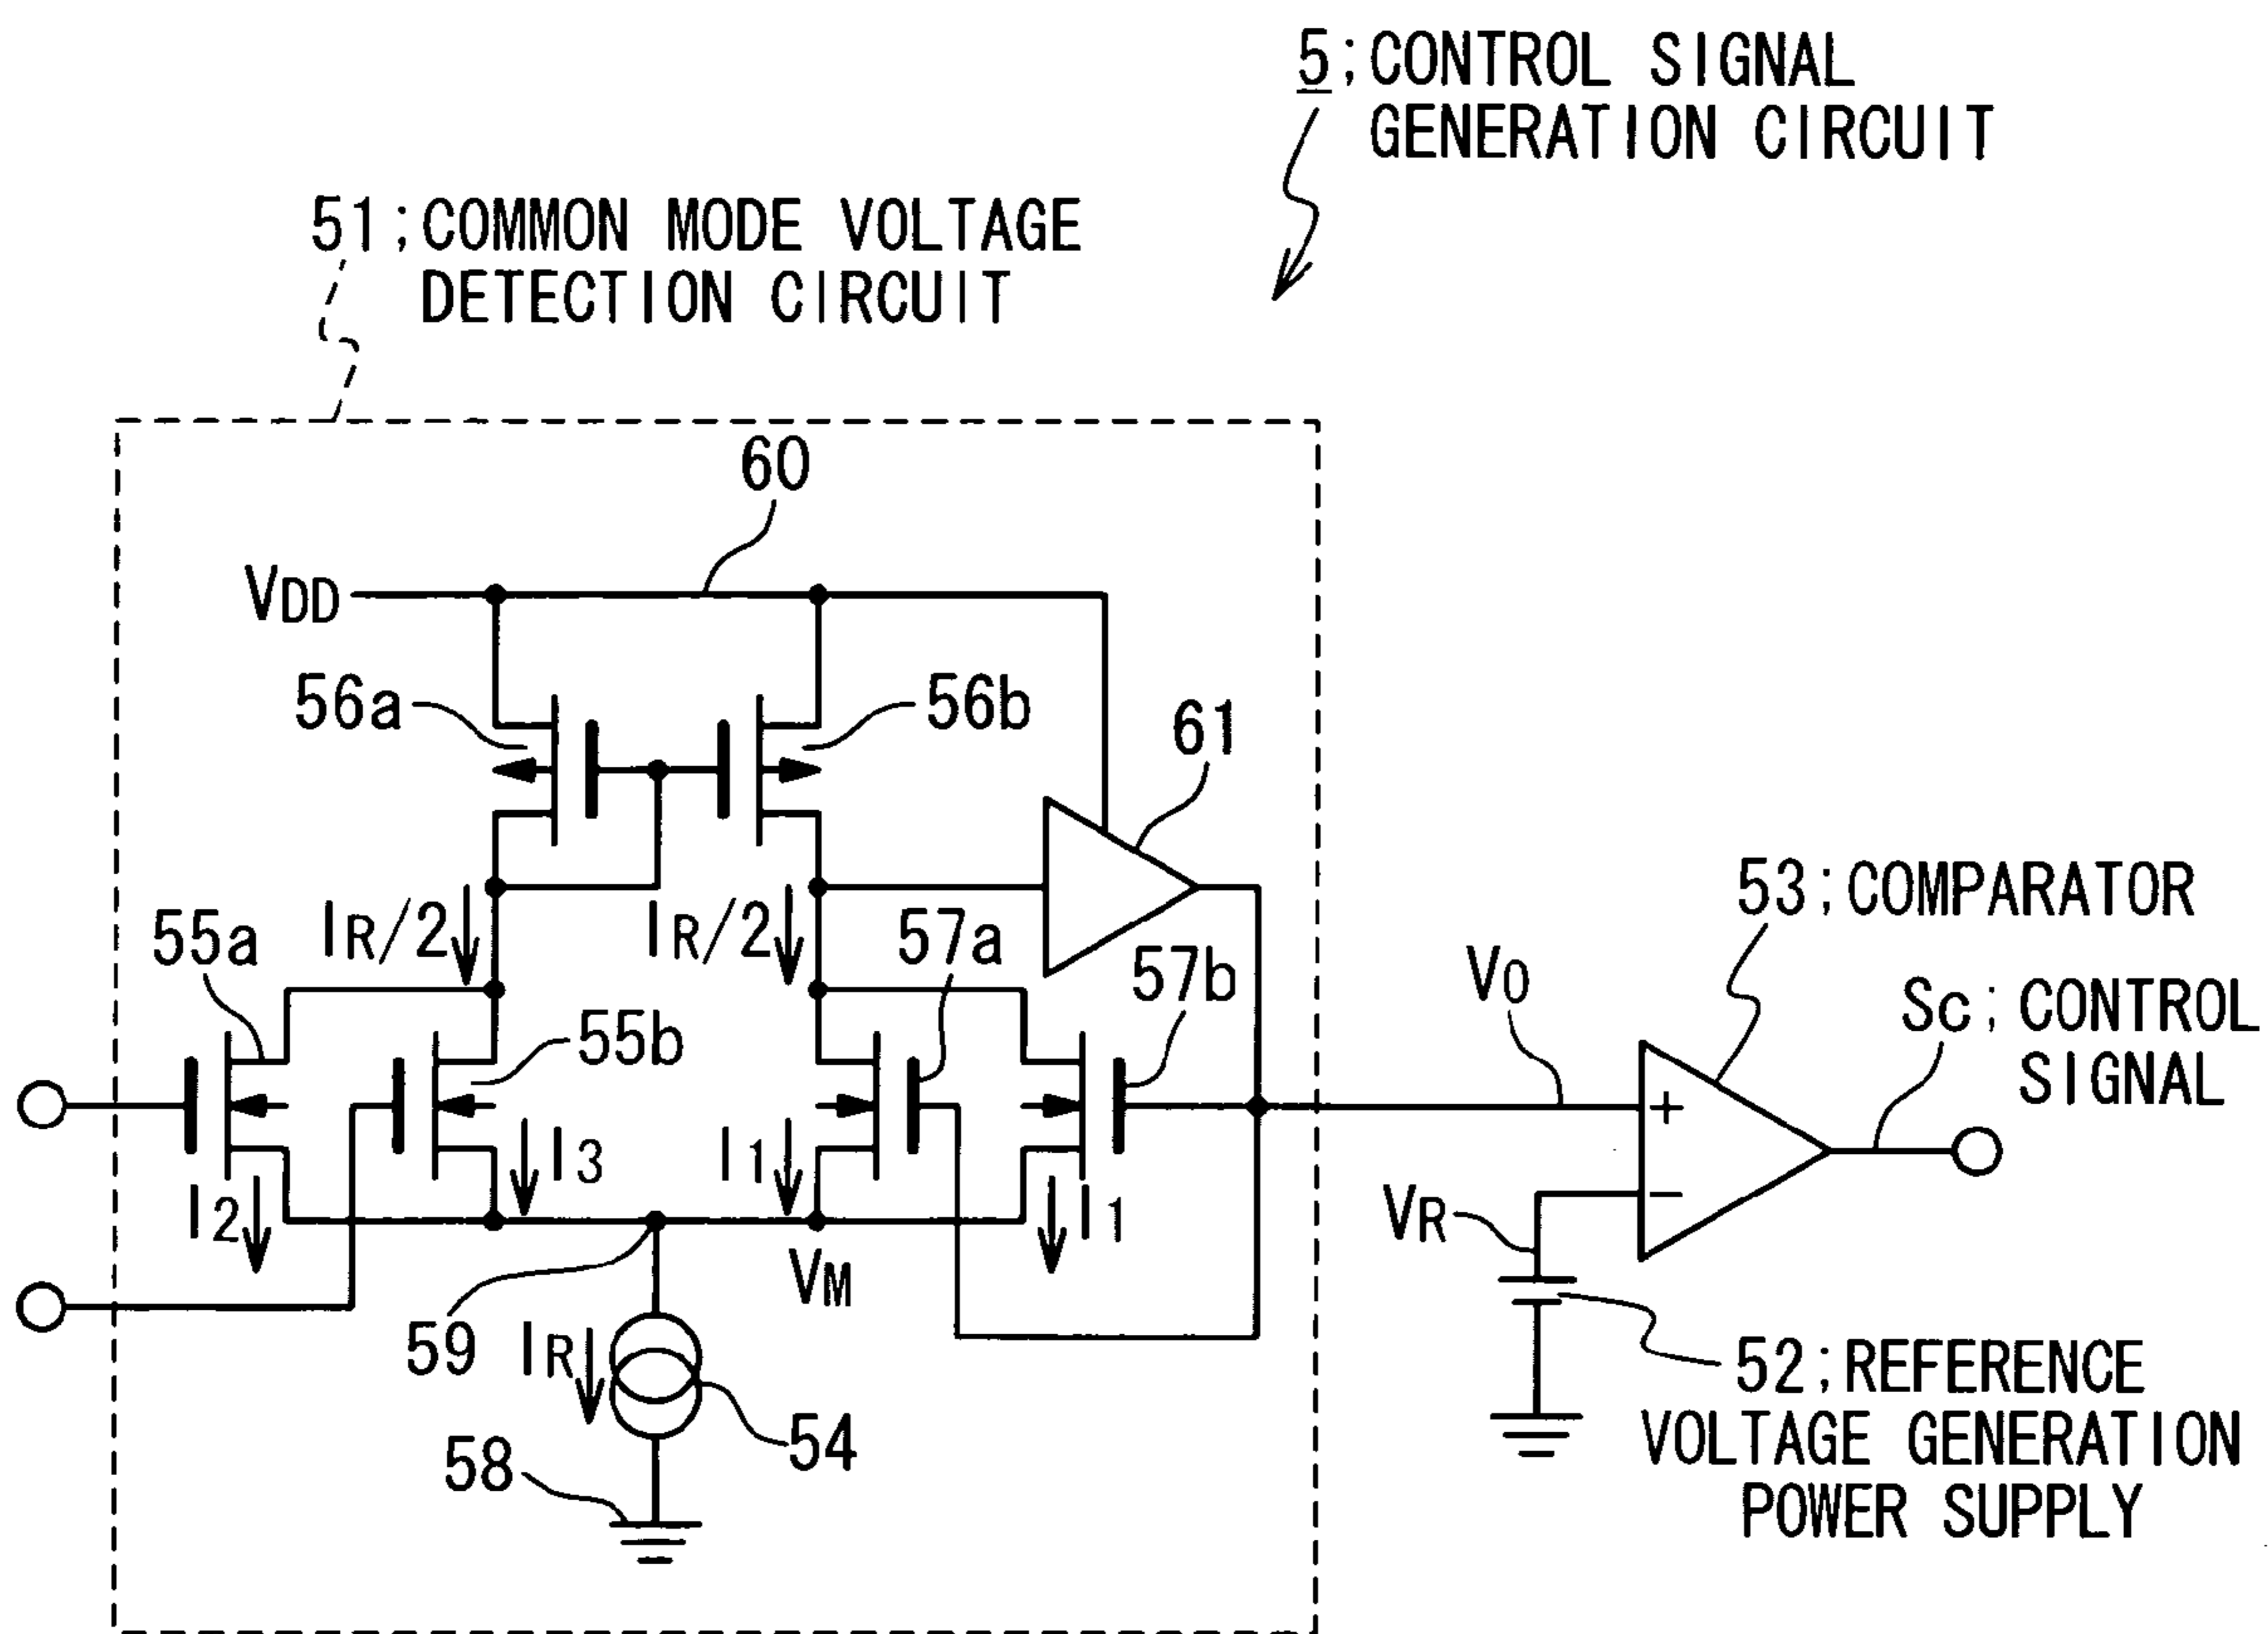 5;CONTROL SIGNAL
GENERATION CIRCUIT
51;COMMON MODE VOLTAGE
DETECTION CIRCUIT
60
VDD
56a
56b
61
53;COMPARATOR
55a
IR/2
IR/2
57a
57b
VO
Sc;CONTROL
SIGNAL
55b
+
I3
I1
I2
I1
VR
−
VM
59
IR
52;REFERENCE
VOLTAGE GENERATION
POWER SUPPLY
54
58